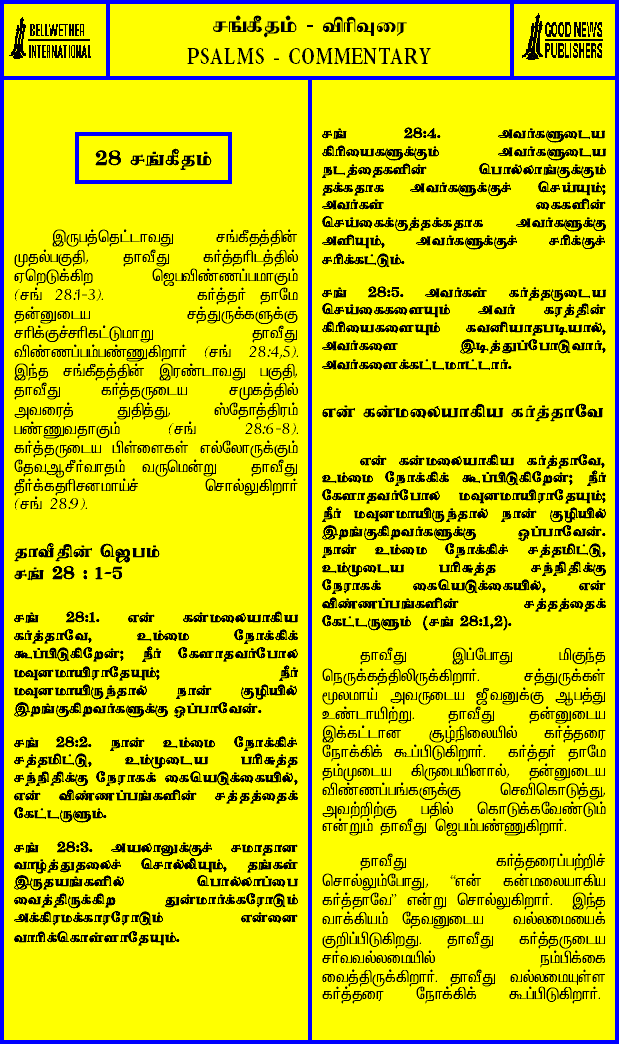 BELLWETHER
INTERNATIONAL
சங்கீதம் - விரிவுரை
PSALMS - COMMENTARY
GOOD NEWS
PUBLISHERS
28 சங்கீதம்
இருபத்தெட்டாவது சங்கீதத்தின்
முதல்பகுதி, தாவீது கர்த்தரிடத்தில்
ஏறெடுக்கிற ஜெபவிண்ணப்பமாகும்
(சங் 28:1-3). கர்த்தர் தாமே
தன்னுடைய சத்துருக்களுக்கு
சரிக்குச்சரிகட்டுமாறு தாவீது
விண்ணப்பம்பண்ணுகிறார் (சங் 28:4,5).
இந்த சங்கீதத்தின் இரண்டாவது பகுதி,
தாவீது கர்த்தருடைய சமுகத்தில்
அவரைத் துதித்து, ஸ்தோத்திரம்
பண்ணுவதாகும் (சங் 28:6-8).
கர்த்தருடைய பிள்ளைகள் எல்லோருக்கும்
தேவஆசீர்வாதம் வருமென்று தாவீது
தீர்க்கதரிசனமாய்ச் சொல்லுகிறார்
(சங் 28:9).
தாவீதின் ஜெபம்
சங் 28 : 1-5
சங் 28:1. என் கன்மலையாகிய
கர்த்தாவே, உம்மை நோக்கிக்
கூப்பிடுகிறேன்; நீர் கேளாதவர்போல்
மவுனமாயிராதேயும்; நீர்
மவுனமாயிருந்தால் நான் குழியில்
இறங்குகிறவர்களுக்கு ஒப்பாவேன்.
சங் 28:2. நான் உம்மை நோக்கிச்
சத்தமிட்டு, உம்முடைய பரிசுத்த
சந்நிதிக்கு நேராகக் கையெடுக்கையில்,
என் விண்ணப்பங்களின் சத்தத்தைக்
கேட்டருளும்.
சங் 28:3. அயலானுக்குச் சமாதான
வாழ்த்துதலைச் சொல்லியும், தங்கள்
இருதயங்களில் பொல்லாப்பை
வைத்திருக்கிற துன்மார்க்கரோடும்
அக்கிரமக்காரரோடும் என்னை
வாரிக்கொள்ளாதேயும்.
சங் 28:4. அவர்களுடைய
கிரியைகளுக்கும் அவர்களுடைய
நடத்தைகளின் பொல்லாங்குக்கும்
தக்கதாக அவர்களுக்குச் செய்யும்;
அவர்கள் கைகளின்
செய்கைக்குத்தக்கதாக அவர்களுக்கு
அளியும், அவர்களுக்குச் சரிக்குச்
சரிக்கட்டும்.
சங் 28:5. அவர்கள் கர்த்தருடைய
செய்கைகளையும் அவர் கரத்தின்
கிரியைகளையும் கவனியாதபடியால்,
அவர்களை இடித்துப்போடுவார்,
அவர்களைக்கட்டமாட்டார்.
என் கன்மலையாகிய கர்த்தாவே
என் கன்மலையாகிய கர்த்தாவே,
உம்மை நோக்கிக் கூப்பிடுகிறேன்; நீர்
கேளாதவர்போல மவுனமாயிராதேயும்;
நீர் மவுனமாயிருந்தால் நான் குழியில்
இறங்குகிறவர்களுக்கு ஒப்பாவேன்.
நான் உம்மை நோக்கிச் சத்தமிட்டு,
உம்முடைய பரிசுத்த சந்நிதிக்கு
நேராகக் கையெடுக்கையில், என்
விண்ணப்பங்களின் சத்தத்தைக்
கேட்டருளும் (சங் 28:1,2).
தாவீது இப்போது மிகுந்த
நெருக்கத்திலிருக்கிறார். சத்துருக்கள்
மூலமாய் அவருடைய ஜீவனுக்கு ஆபத்து
உண்டாயிற்று. தாவீது தன்னுடைய
இக்கட்டான சூழ்நிலையில் கர்த்தரை
நோக்கிக் கூப்பிடுகிறார். கர்த்தர் தாமே
தம்முடைய கிருபையினால், தன்னுடைய
விண்ணப்பங்களுக்கு செவிகொடுத்து,
அவற்றிற்கு பதில் கொடுக்கவேண்டும்
என்றும் தாவீது ஜெபம்பண்ணுகிறார்.
தாவீது கர்த்தரைப்பற்றிச்
சொல்லும்போது, “என் கன்மலையாகிய
கர்த்தாவே” என்று சொல்லுகிறார். இந்த
வாக்கியம் தேவனுடைய வல்லமையைக்
குறிப்பிடுகிறது. தாவீது கர்த்தருடைய
சர்வவல்லமையில் நம்பிக்கை
வைத்திருக்கிறார். தாவீது வல்லமையுள்ள
கர்த்தரை நோக்கிக் கூப்பிடுகிறார்.